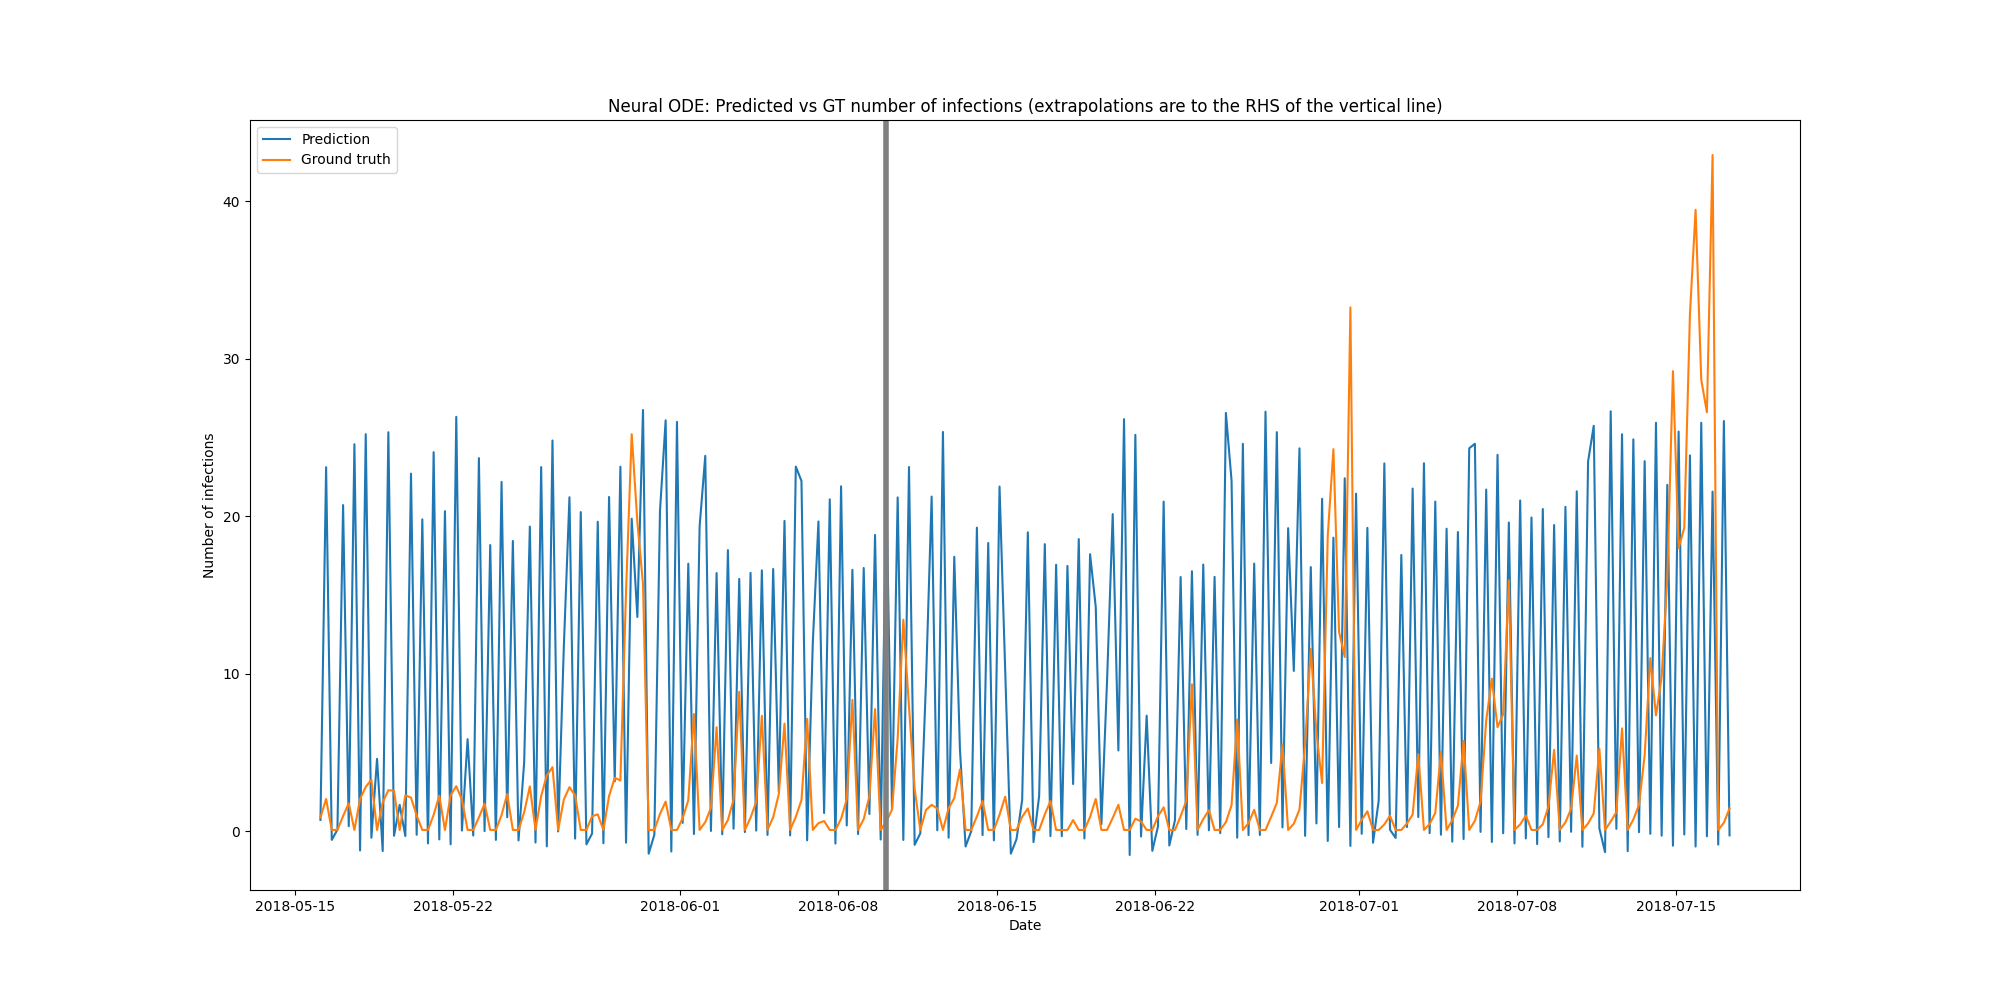 Neural ODE: Predicted vs GT number of infections (extrapolations are to the RHS of the vertical line)
Prediction
Ground truth
40
30
20
10
0
Number of infections
2018-05-15
2018-05-22
2018-06-01
2018-06-08
2018-06-15
2018-06-22
2018-07-01
2018-07-08
2018-07-15
Date